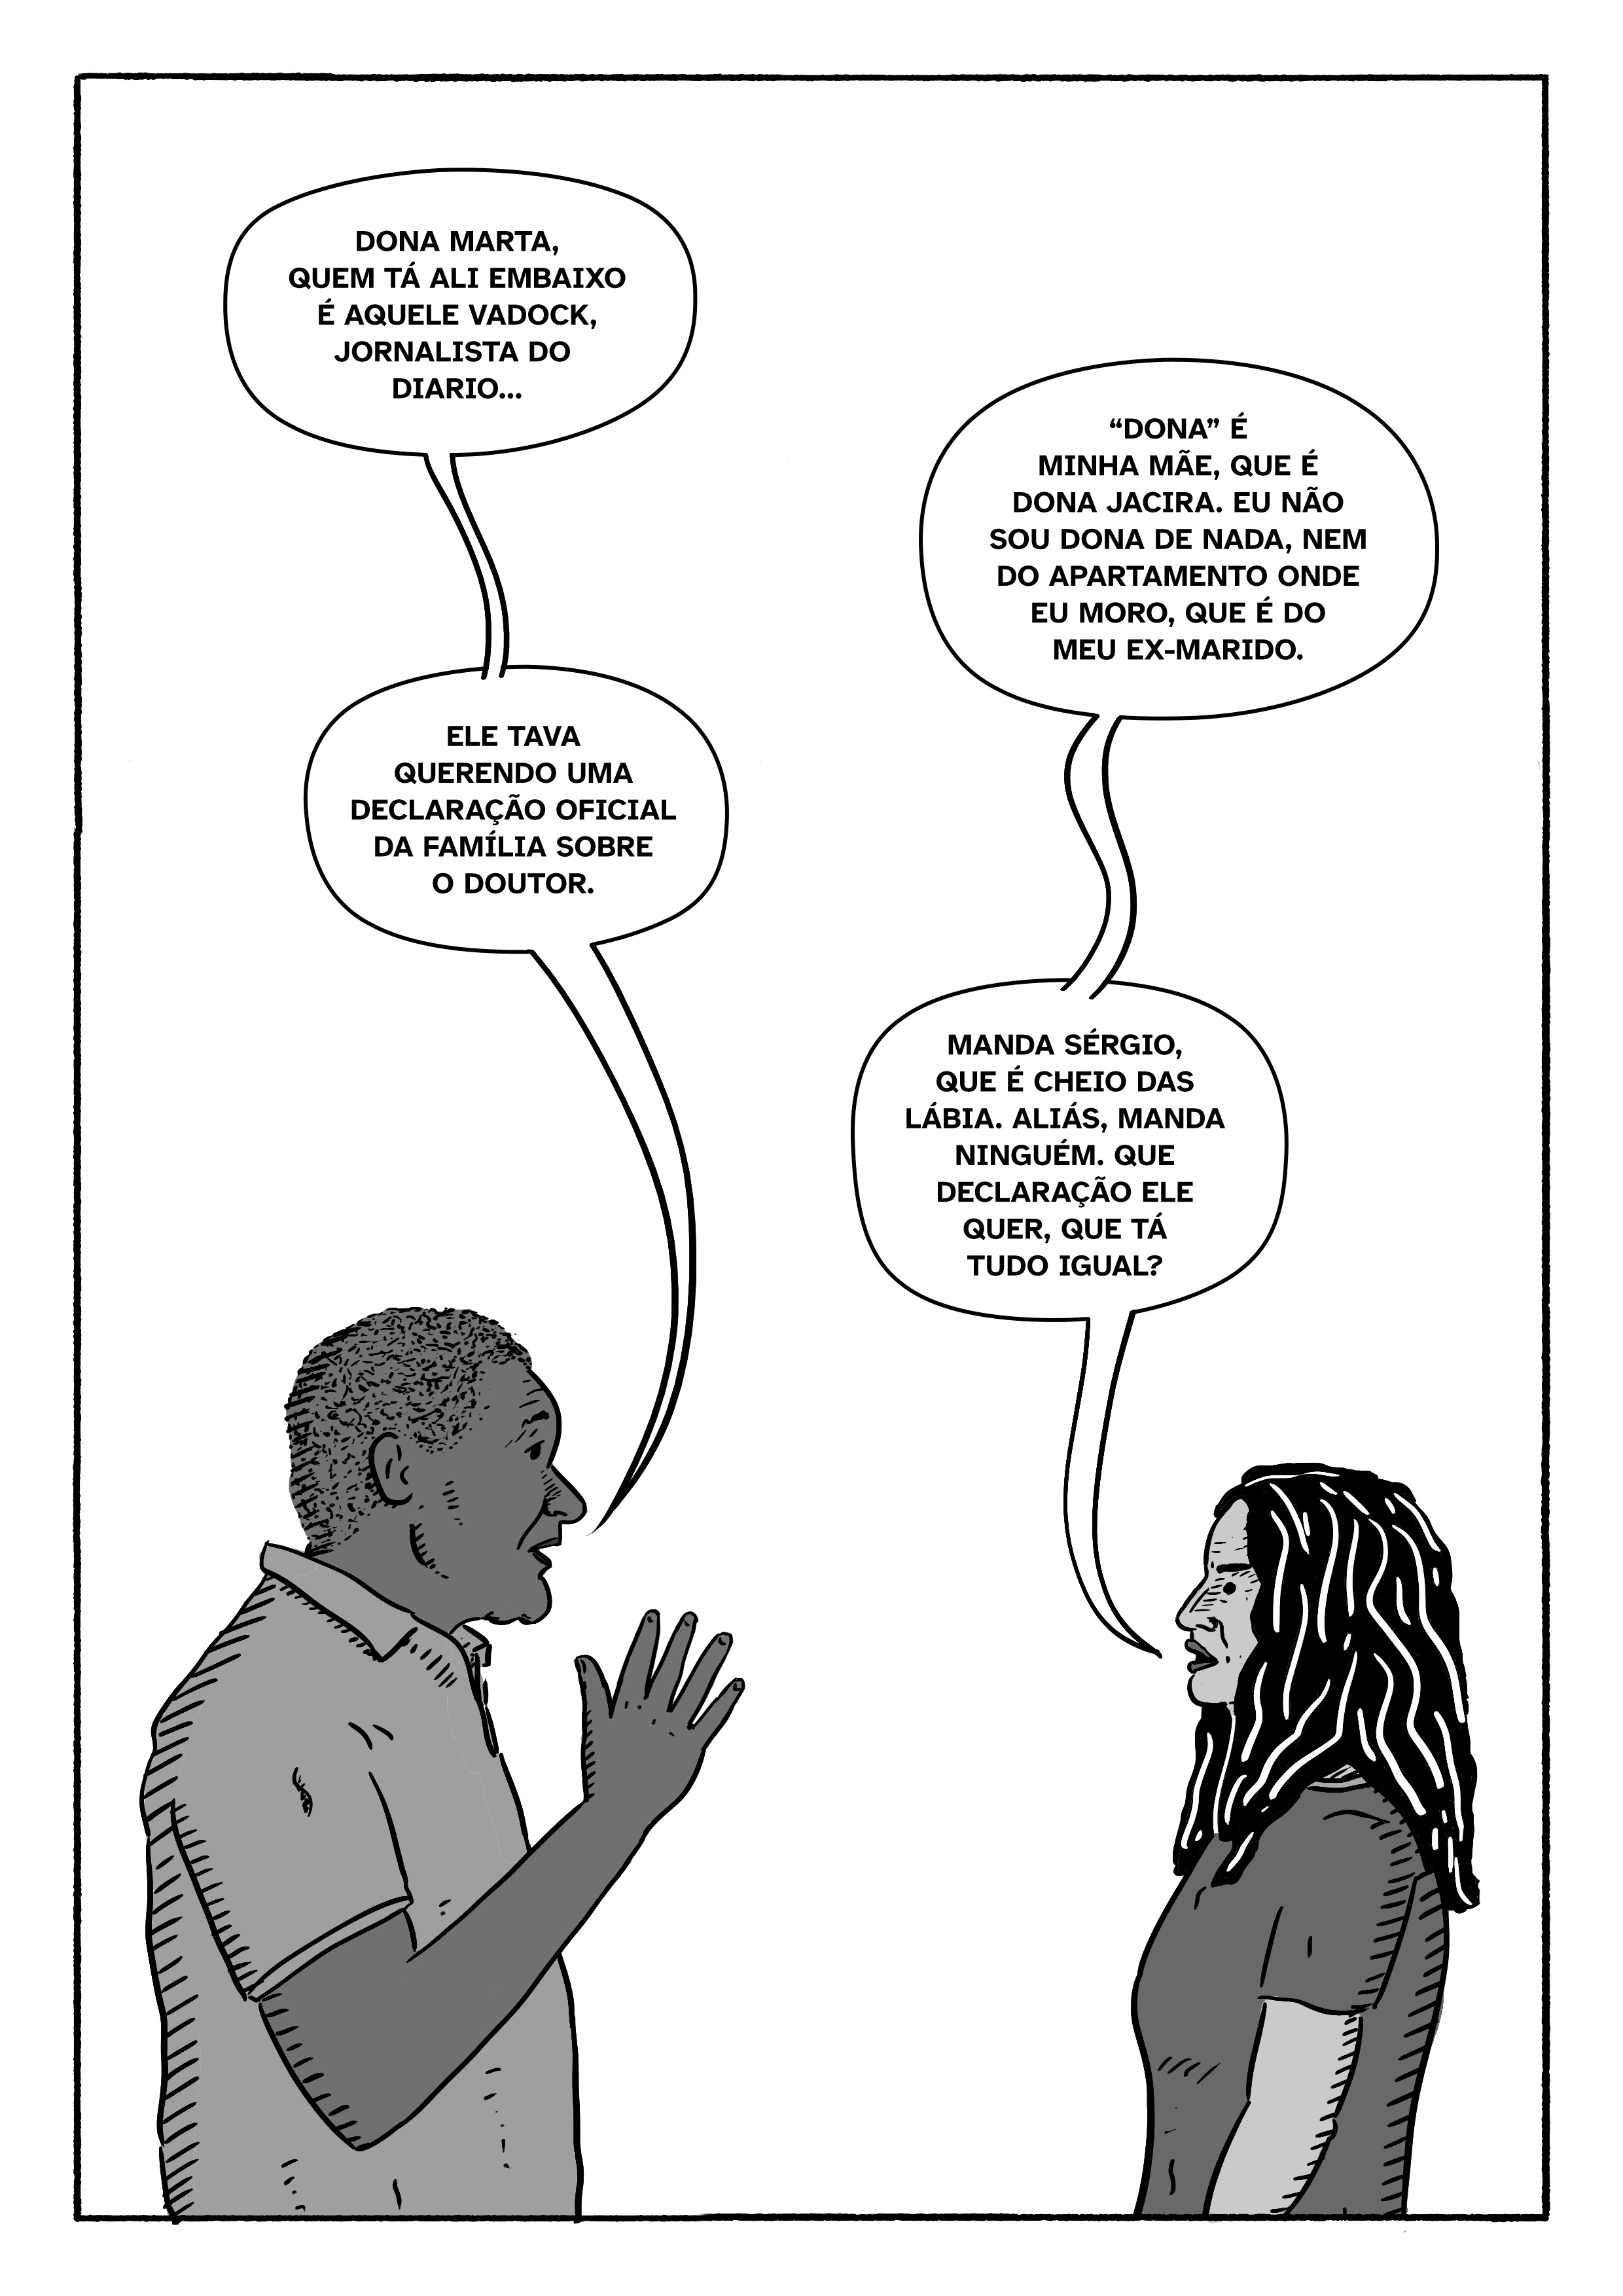 DONA MARTA,
QUEM TÁ ALI EMBAIXO
É AQUELE VADOCK,
JORNALISTA DO
DIARIO...
ELE TAVA
QUERENDO UMA
DECLARAÇÃO OFICIAL
DA FAMÍLIA SOBRE
O DOUTOR.
“DONA” É
MINHA MÃE, QUE É
DONA JACIRA. EU NÃO
SOU DONA DE NADA, NEM
DO APARTAMENTO ONDE
EU MORO, QUE É DO
MEU EX-MARIDO.
MANDA SÉRGIO,
QUE É CHEIO DAS
LÁBIA. ALIÁS, MANDA
NINGUÉM. QUE
DECLARAÇÃO ELE
QUER, QUE TÁ
TUDO IGUAL?